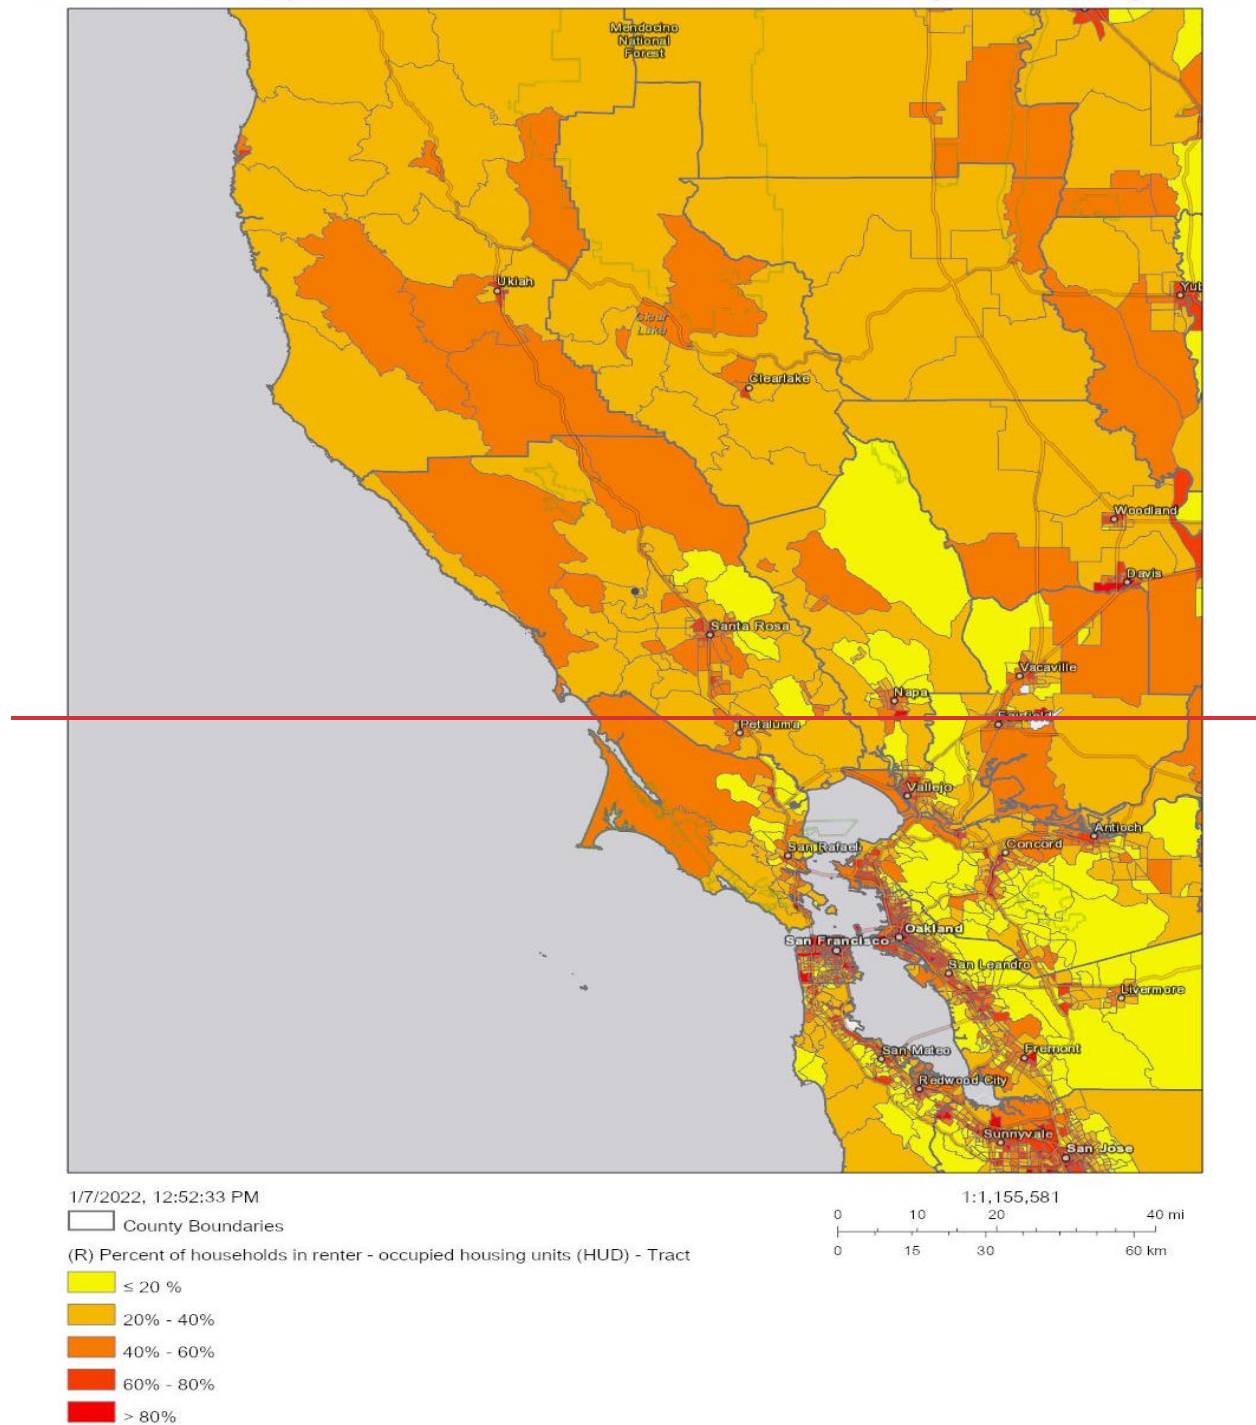 Mendocino
National
Forest
Ukiah
Clear
Lake
Clearlake
Woodland
Davis
Santa Rosa
Vacaville
Napa
Fairfield
Petaluma
Vallejo
Antioch
San Rafael
Concord
Oakland
San Francisco
San Leandro
Livermore
San Mateo
Fremont
Redwood City
Sunnyvale
San Jose
1/7/2022, 12:52:33 PM
1:1,155,581
0 10 20 40 mi
0 15 30 60 km
County Boundaries
(R) Percent of households in renter - occupied housing units (HUD) - Tract
≤ 20 %
20% - 40%
40% - 60%
60% - 80%
> 80%